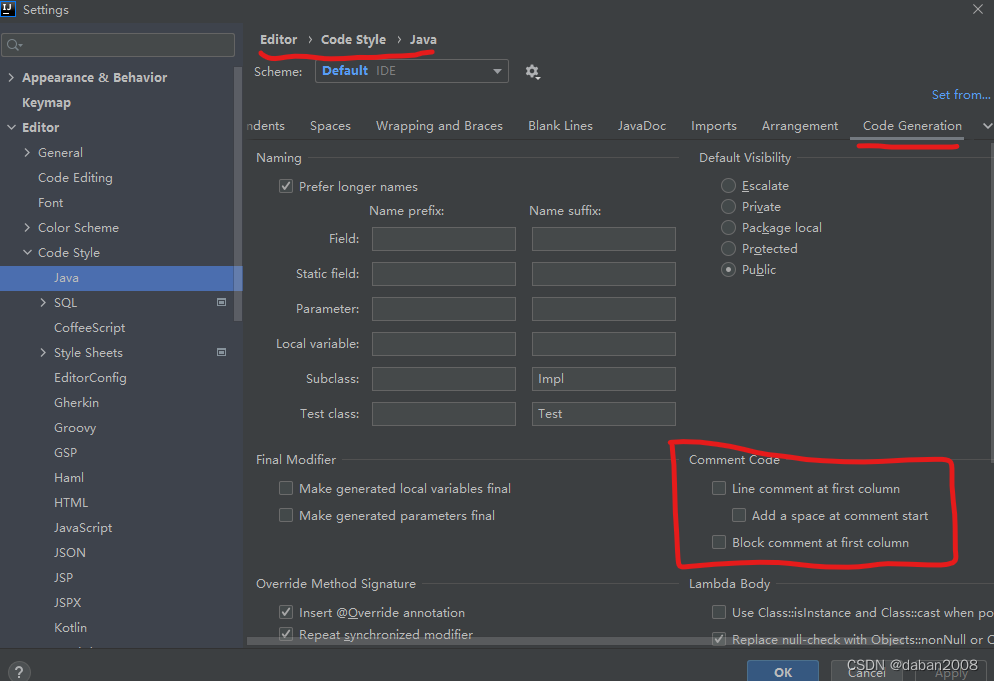 IJ Settings
Editor › Code Style › Java
Scheme: Default IDE
Set from...
ndents Spaces Wrapping and Braces Blank Lines JavaDoc Imports Arrangement Code Generation
Appearance & Behavior
Keymap
Editor
General
Code Editing
Font
Color Scheme
Code Style
Java
SQL
CoffeeScript
Style Sheets
EditorConfig
Gherkin
Groovy
GSP
Haml
HTML
JavaScript
JSON
JSP
JSPX
Kotlin
Naming
Prefer longer names
Name prefix: Name suffix:
Field:
Static field:
Parameter:
Local variable:
Subclass: Impl
Test class: Test
Default Visibility
Escalate
Private
Package local
Protected
Public
Final Modifier
Make generated local variables final
Make generated parameters final
Comment Code
Line comment at first column
Add a space at comment start
Block comment at first column
Override Method Signature
Insert @Override annotation
Repeat synchronized modifier
Lambda Body
Use Class::isInstance and Class::cast when po
Replace null-check with Objects::nonNull or O
?
OK Cancel Apply
CSDN @daban2008